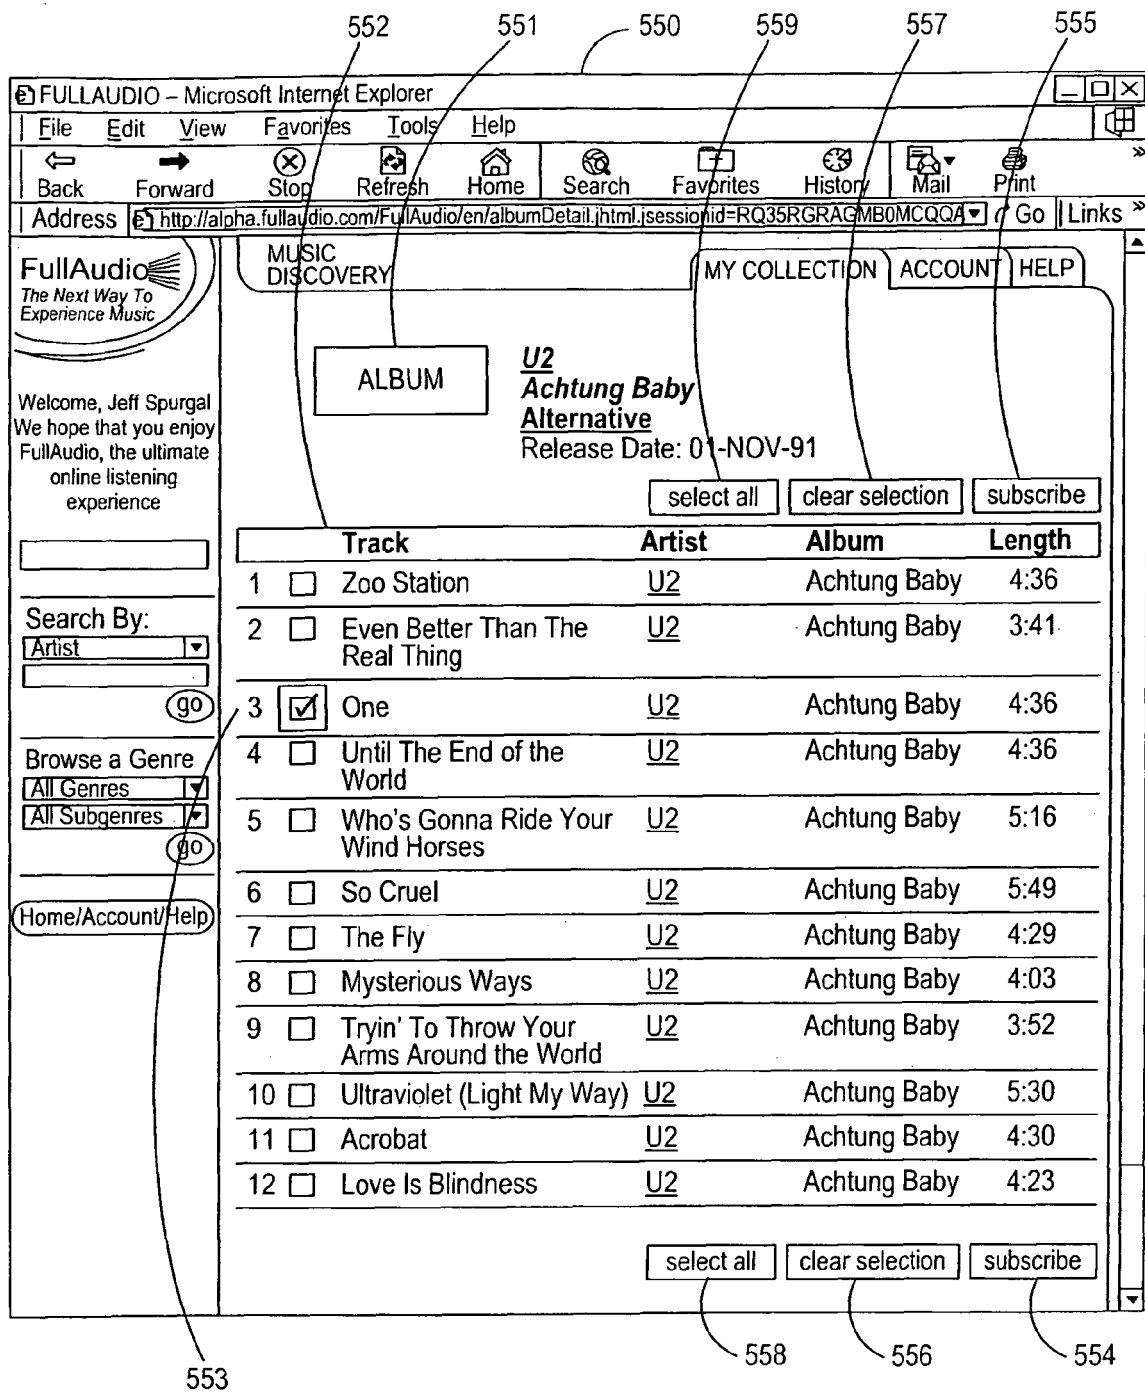 552 551 550 559 557 555
FULLAUDIO – Microsoft Internet Explorer
File Edit View Favorites Tools Help
Back Forward Stop Refresh Home Search Favorites History Mail Print
Address http://alpha.fullaudio.com/FullAudio/en/albumDetail.jhtml.jsessionid=RQ35RGRAGMB0MCQQA Go Links
FullAudio
The Next Way To
Experience Music
MUSIC
DISCOVERY
MY COLLECTION ACCOUNT HELP
Welcome, Jeff Spurgal
We hope that you enjoy
FullAudio, the ultimate
online listening
experience
Search By:
Artist
go
Browse a Genre
All Genres
All Subgenres
go
Home/Account/Help
ALBUM
U2
Achtung Baby
Alternative
Release Date: 01-NOV-91
select all clear selection subscribe
Track Artist Album Length
1 Zoo Station U2 Achtung Baby 4:36
2 Even Better Than The U2 Achtung Baby 3:41
Real Thing
3 One U2 Achtung Baby 4:36
4 Until The End of the U2 Achtung Baby 4:36
World
5 Who's Gonna Ride Your U2 Achtung Baby 5:16
Wind Horses
6 So Cruel U2 Achtung Baby 5:49
7 The Fly U2 Achtung Baby 4:29
8 Mysterious Ways U2 Achtung Baby 4:03
9 Tryin' To Throw Your U2 Achtung Baby 3:52
Arms Around the World
10 Ultraviolet (Light My Way) U2 Achtung Baby 5:30
11 Acrobat U2 Achtung Baby 4:30
12 Love Is Blindness U2 Achtung Baby 4:23
select all clear selection subscribe
553 558 556 554